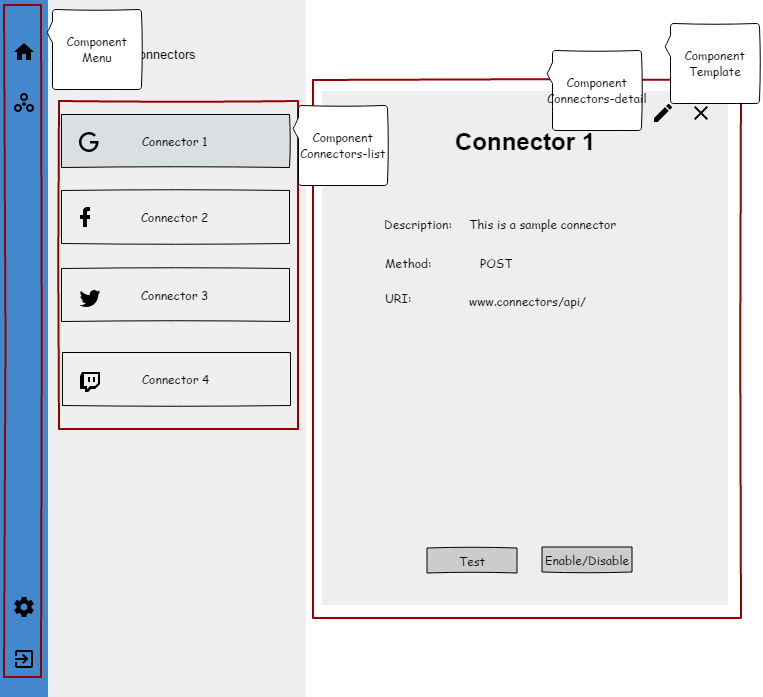 Component
Menu
onnectors
Component
Connectors-list
Connector 1
Connector 2
Connector 3
Connector 4
Component
Connectors-detail
Component
Template
Connector 1
Description: This is a sample connector
Method: POST
URI: www.connectors/api/
Test
Enable/Disable